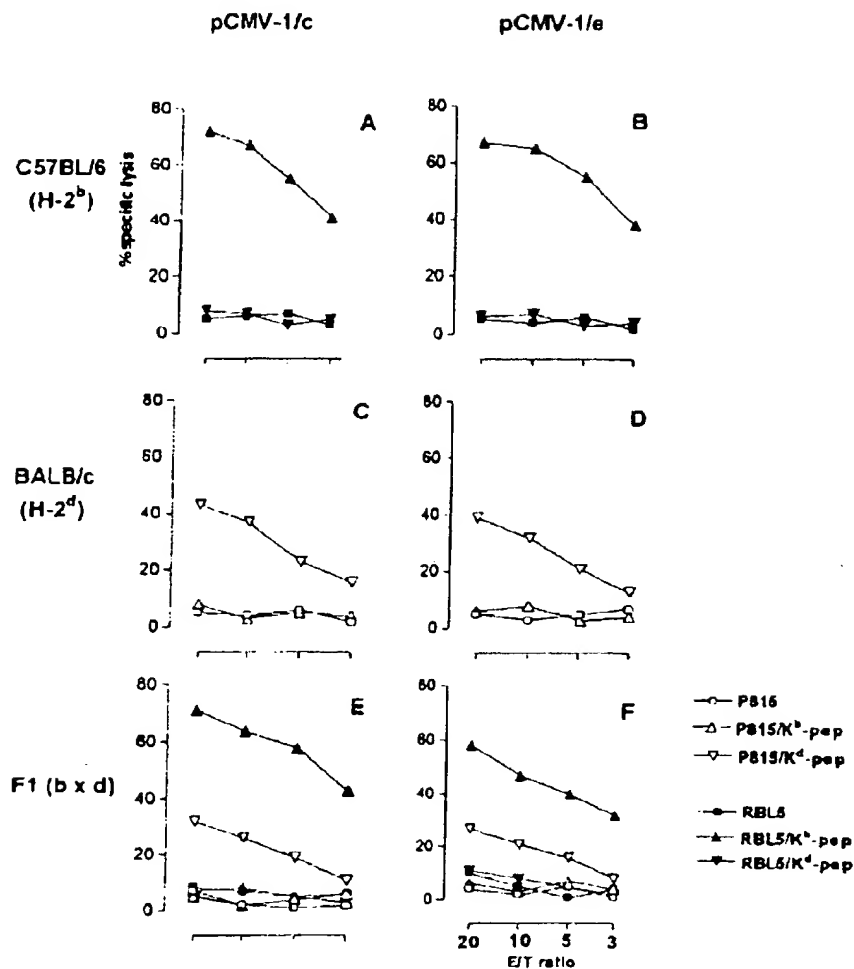 pCMV-1/c
pCMV-1/e
C57BL/6
(H-2ᵇ)
% specific lysis
80
60
40
20
0
A
80
60
40
20
0
B
BALB/c
(H-2ᵈ)
80
60
40
20
0
C
80
60
40
20
0
D
F1 (b x d)
80
60
40
20
0
E
80
60
40
20
0
F
20 10 5 3
E/T ratio
P815
P815/Kᵇ-pep
P815/Kᵈ-pep
RBL5
RBL5/Kᵇ-pep
RBL5/Kᵈ-pep